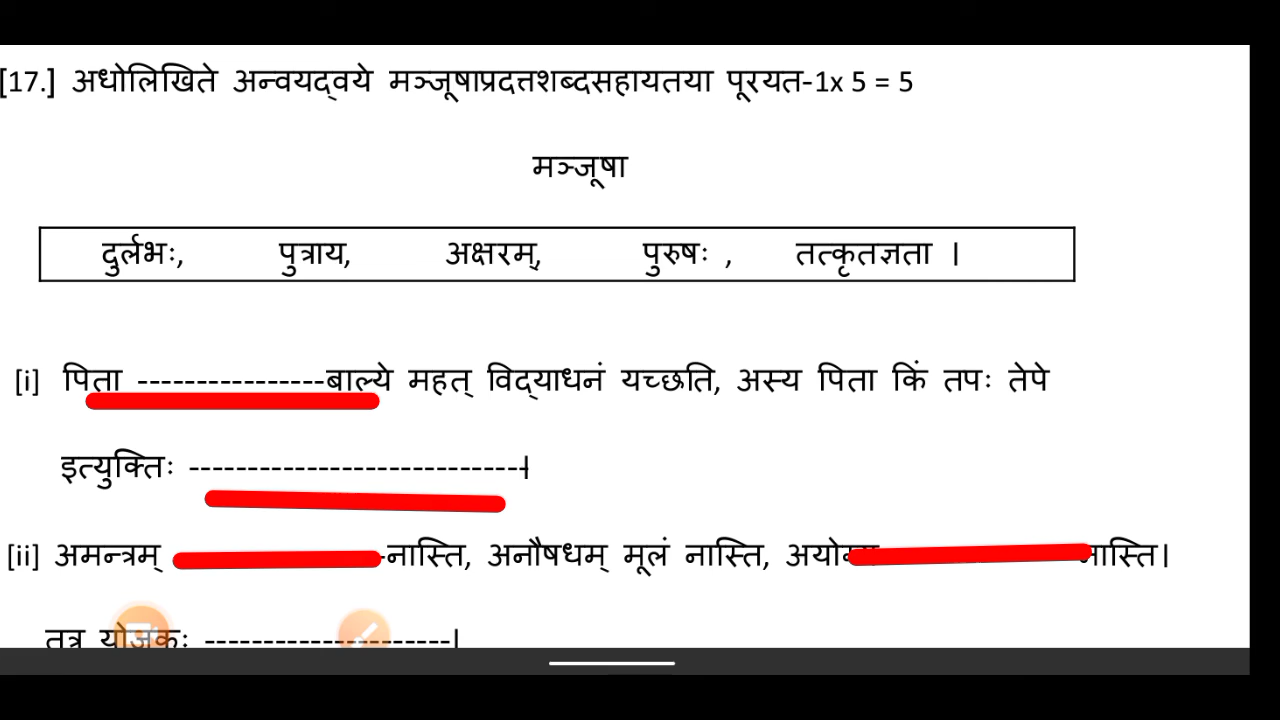 [17.] अधोलिखिते अन्वयद्वये मञ्जूषाप्रदत्तशब्दसहायतया पूरयत-1x 5 = 5
मञ्जूषा
दुर्लभः, पुत्राय, अक्षरम्, पुरुषः , तत्कृतज्ञता ।
[i] पिता ----------------बाल्ये महत् विद्याधनं यच्छति, अस्य पिता किं तपः तेपे
इत्युक्तिः ----------------------------।
[ii] अमन्त्रम् -नास्ति, अनौषधम् मूलं नास्ति, नास्ति।
तत्र योजकः ---------------------।